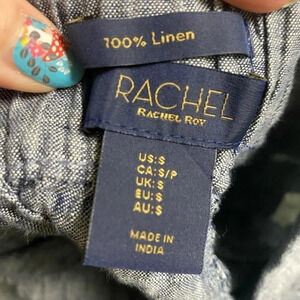 100% Linen
RACHEL
RACHEL ROY
US:S
CA:S/P
UK:S
EU:S
AU:S
MADE IN
INDIA